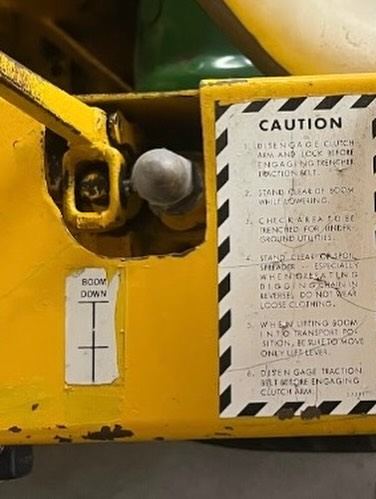 CAUTION
1. DISENGAGE CLUTCH
ARM AND LOCK BEFORE
ENGAGING TRENCHER
TRACTION BELT.
2. STAND CLEAR OF BOOM
WHILE LOWERING.
3. CHECK AREA TO BE
TRENCHED FOR UNDER-
GROUND UTILITIES.
4. STAND CLEAR OF SPOIL
SPREADER - ESPECIALLY
WHEN OPERATING
DIGGING CHAIN IN
REVERSE. DO NOT WEAR
LOOSE CLOTHING.
5. WHEN LIFTING BOOM
INTO TRANSPORT PO-
SITION, BE SURE TO MOVE
ONLY LIFT LEVER.
6. DISENGAGE TRACTION
BELT BEFORE ENGAGING
CLUTCH ARM.
BOOM
DOWN